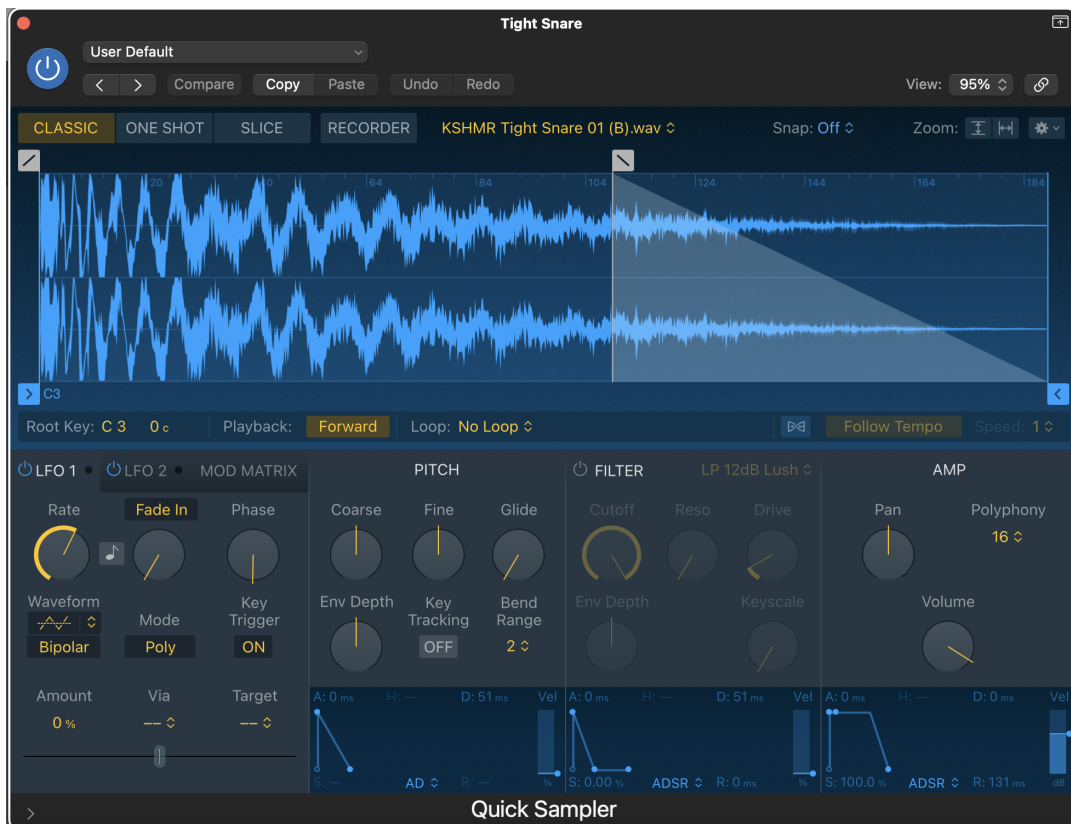 Tight Snare
User Default
Compare Copy Paste Undo Redo View: 95%
CLASSIC ONE SHOT SLICE RECORDER KSHMR Tight Snare 01 (B).wav Snap: Off Zoom:
20 64 84 104 124 144 164 184
C3
Root Key: C 3 0 c Playback: Forward Loop: No Loop Follow Tempo Speed: 1
LFO 1 LFO 2 MOD MATRIX PITCH FILTER LP 12dB Lush AMP
Rate Fade In Phase Coarse Fine Glide Cutoff Reso Drive Pan Polyphony
16
Waveform Key Trigger Env Depth Key Tracking Bend Range Env Depth Keyscale Volume
Mode
Bipolar Poly ON OFF 2
Amount Via Target
0 % -- --
A: 0 ms H: — D: 51 ms Vel A: 0 ms D: 51 ms Vel A: 0 ms H: — D: 0 ms Vel
S: — AD R: — % S: 0.00 % ADSR R: 0 ms % S: 100.0 % ADSR R: 131 ms dB
Quick Sampler